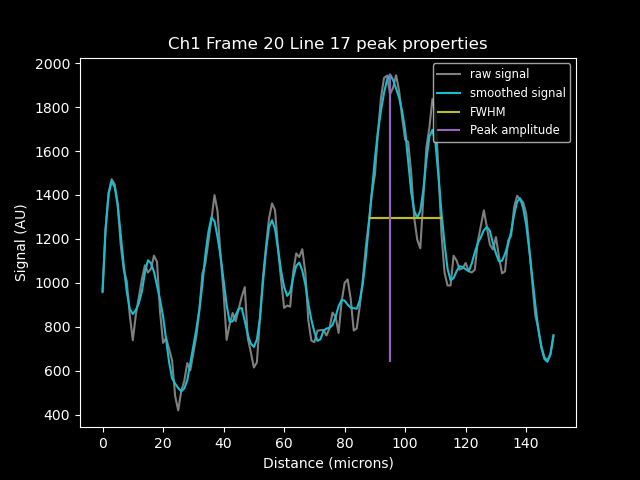 Ch1 Frame 20 Line 17 peak properties
raw signal
smoothed signal
FWHM
Peak amplitude
Signal (AU)
2000
1800
1600
1400
1200
1000
800
600
400
0 20 40 60 80 100 120 140
Distance (microns)